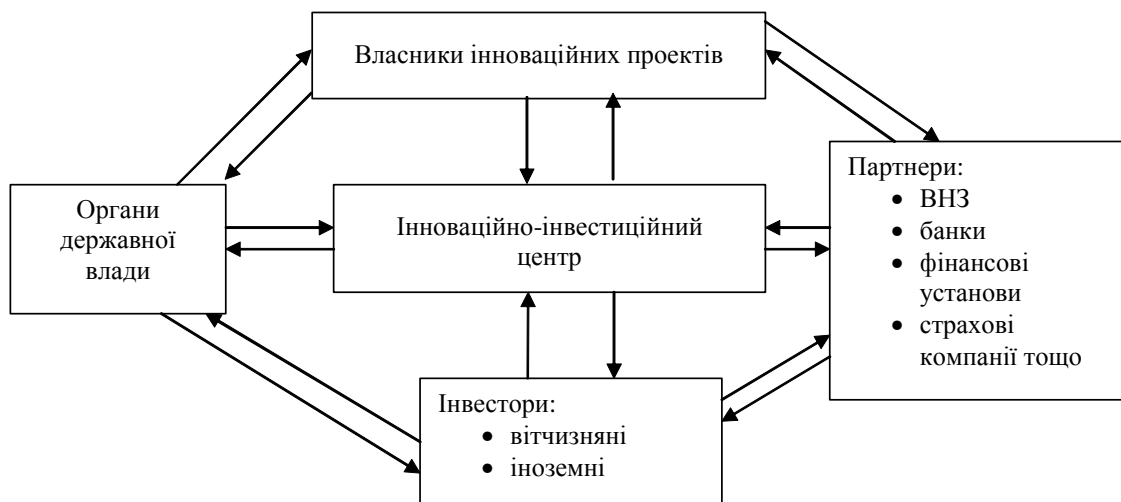 Власники інноваційних проектів
Органи
державної
влади
Інноваційно-інвестиційний
центр
Партнери:
• ВНЗ
• банки
• фінансові
установи
• страхові
компанії тощо
Інвестори:
• вітчизняні
• іноземні